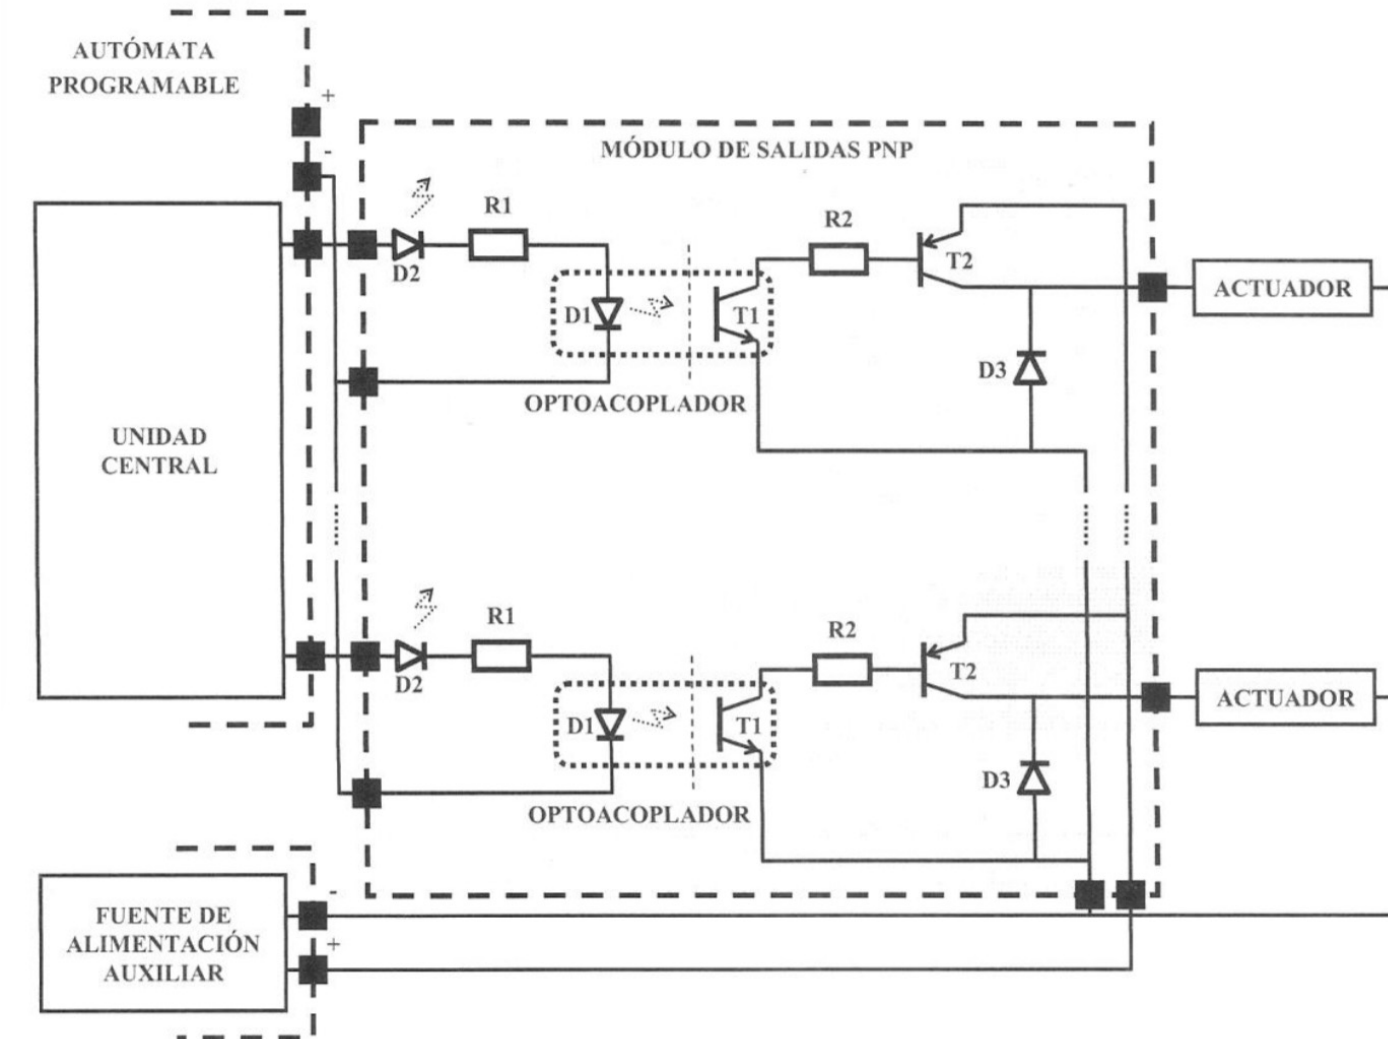 AUTÓMATA
PROGRAMABLE
+
-
MÓDULO DE SALIDAS PNP
R1
D2
R2
T2
ACTUADOR
D1
T1
D3
OPTOACOPLADOR
UNIDAD
CENTRAL
R1
D2
R2
T2
ACTUADOR
D1
T1
D3
OPTOACOPLADOR
FUENTE DE
ALIMENTACIÓN
AUXILIAR
-
+